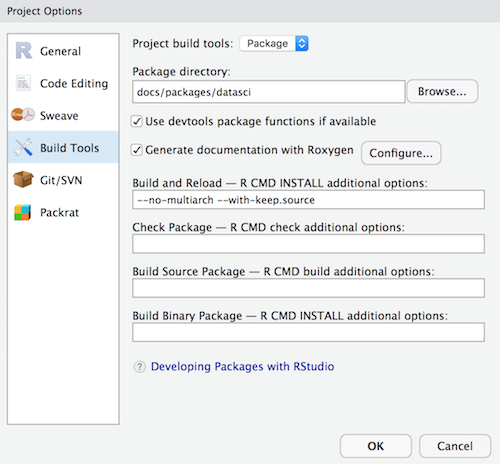 Project Options
General
Code Editing
Sweave
Build Tools
Git/SVN
Packrat
Project build tools: Package
Package directory:
docs/packages/datasci Browse...
Use devtools package functions if available
Generate documentation with Roxygen Configure...
Build and Reload — R CMD INSTALL additional options:
--no-multiarch --with-keep.source
Check Package — R CMD check additional options:
Build Source Package — R CMD build additional options:
Build Binary Package — R CMD INSTALL additional options:
? Developing Packages with RStudio
OK Cancel